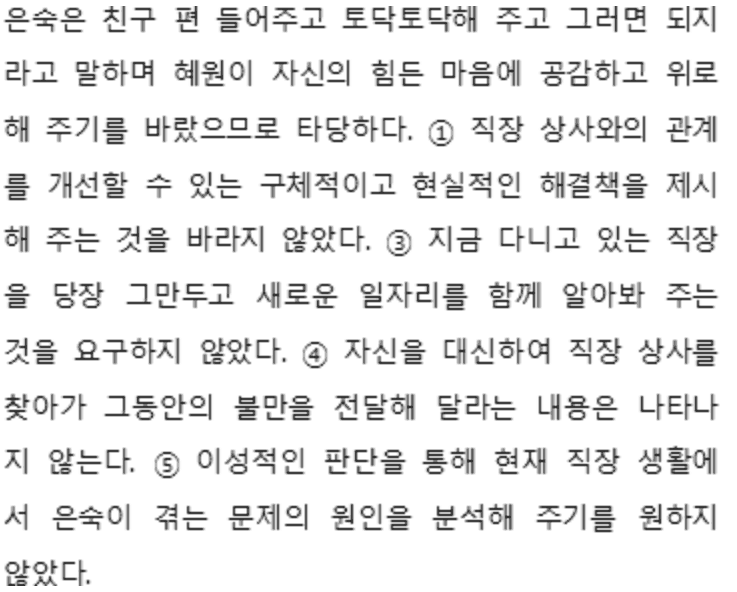 은숙은 친구 편 들어주고 토닥토닥해 주고 그러면 되지
라고 말하며 혜원이 자신의 힘든 마음에 공감하고 위로
해 주기를 바랐으므로 타당하다. ① 직장 상사와의 관계
를 개선할 수 있는 구체적이고 현실적인 해결책을 제시
해 주는 것을 바라지 않았다. ③ 지금 다니고 있는 직장
을 당장 그만두고 새로운 일자리를 함께 알아봐 주는
것을 요구하지 않았다. ④ 자신을 대신하여 직장 상사를
찾아가 그동안의 불만을 전달해 달라는 내용은 나타나
지 않는다. ⑤ 이성적인 판단을 통해 현재 직장 생활에
서 은숙이 겪는 문제의 원인을 분석해 주기를 원하지
않았다.